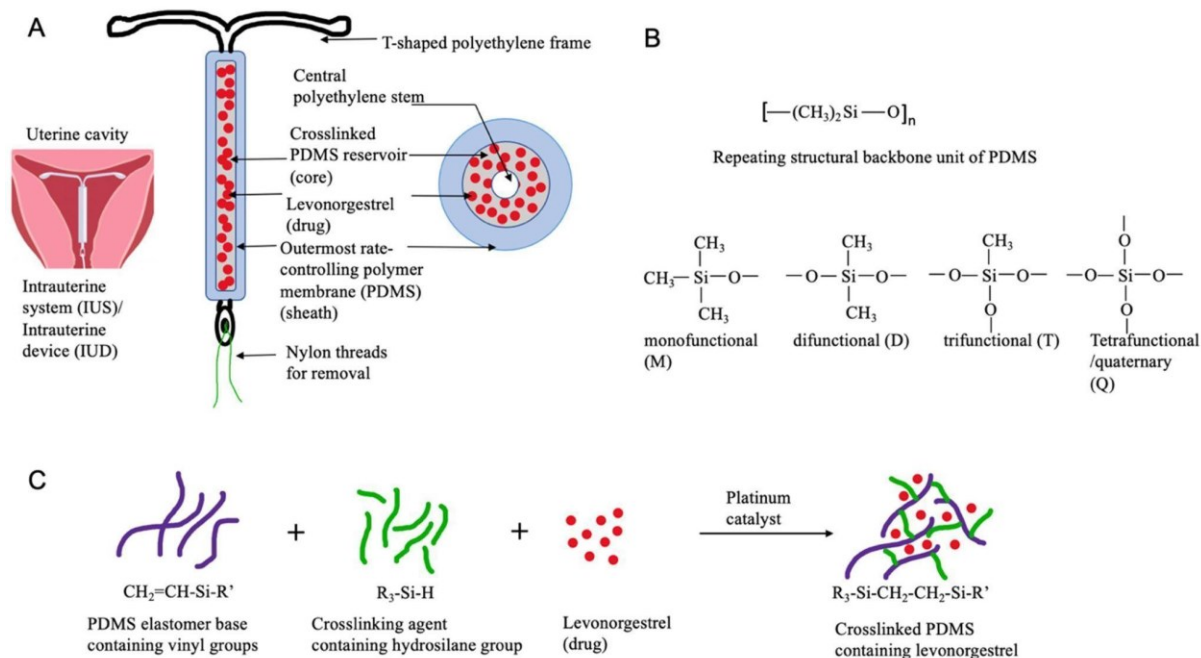 A
T-shaped polyethylene frame
Central
polyethylene stem
Uterine cavity
Crosslinked
PDMS reservoir
(core)
Levonorgestrel
(drug)
Outermost rate-
controlling polymer
membrane (PDMS)
(sheath)
Intrauterine
system (IUS)/
Intrauterine
device (IUD)
Nylon threads
for removal
B
[—(CH₃)₂Si —O]ₙ
Repeating structural backbone unit of PDMS
CH₃
CH₃—Si—O—
CH₃
monofunctional
(M)
CH₃
—O—Si—O—
CH₃
difunctional (D)
CH₃
—O—Si—O—
O
trifunctional (T)
O
—O—Si—O—
O
Tetrafunctional
/quaternary
(Q)
C
+
+
Platinum
catalyst
CH₂=CH-Si-R’
PDMS elastomer base
containing vinyl groups
R₃-Si-H
Crosslinking agent
containing hydrosilane group
Levonorgestrel
(drug)
R₃-Si-CH₂-CH₂-Si-R’
Crosslinked PDMS
containing levonorgestrel